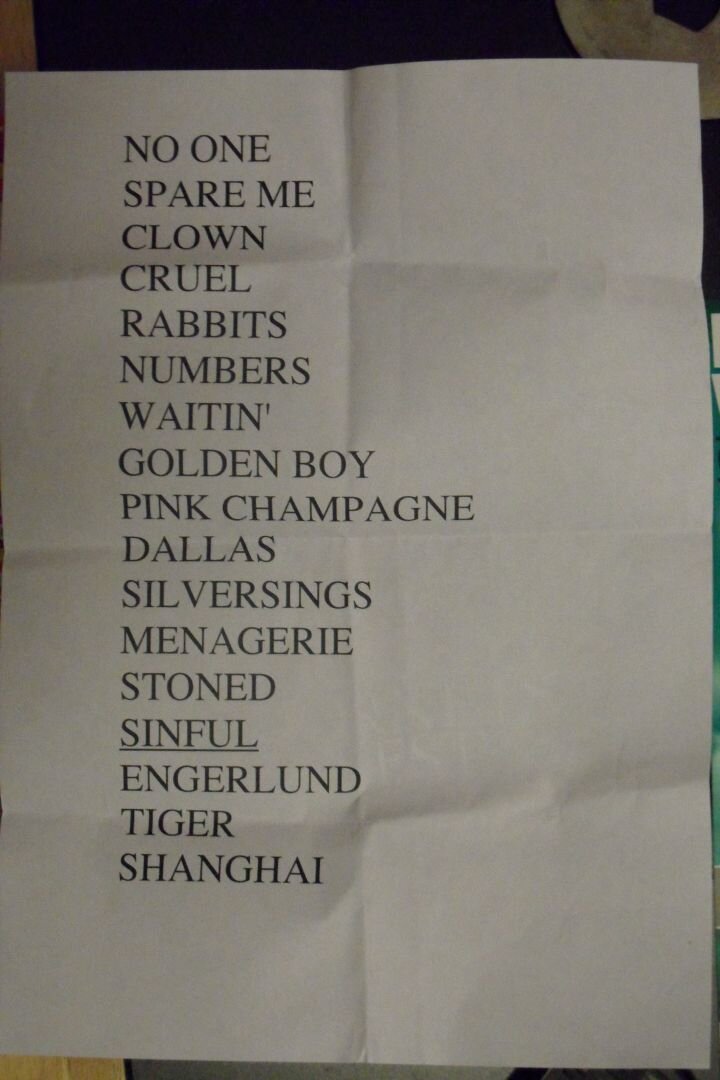 NO ONE
SPARE ME
CLOWN
CRUEL
RABBITS
NUMBERS
WAITIN'
GOLDEN BOY
PINK CHAMPAGNE
DALLAS
SILVERSINGS
MENAGERIE
STONED
SINFUL
ENGERLUND
TIGER
SHANGHAI